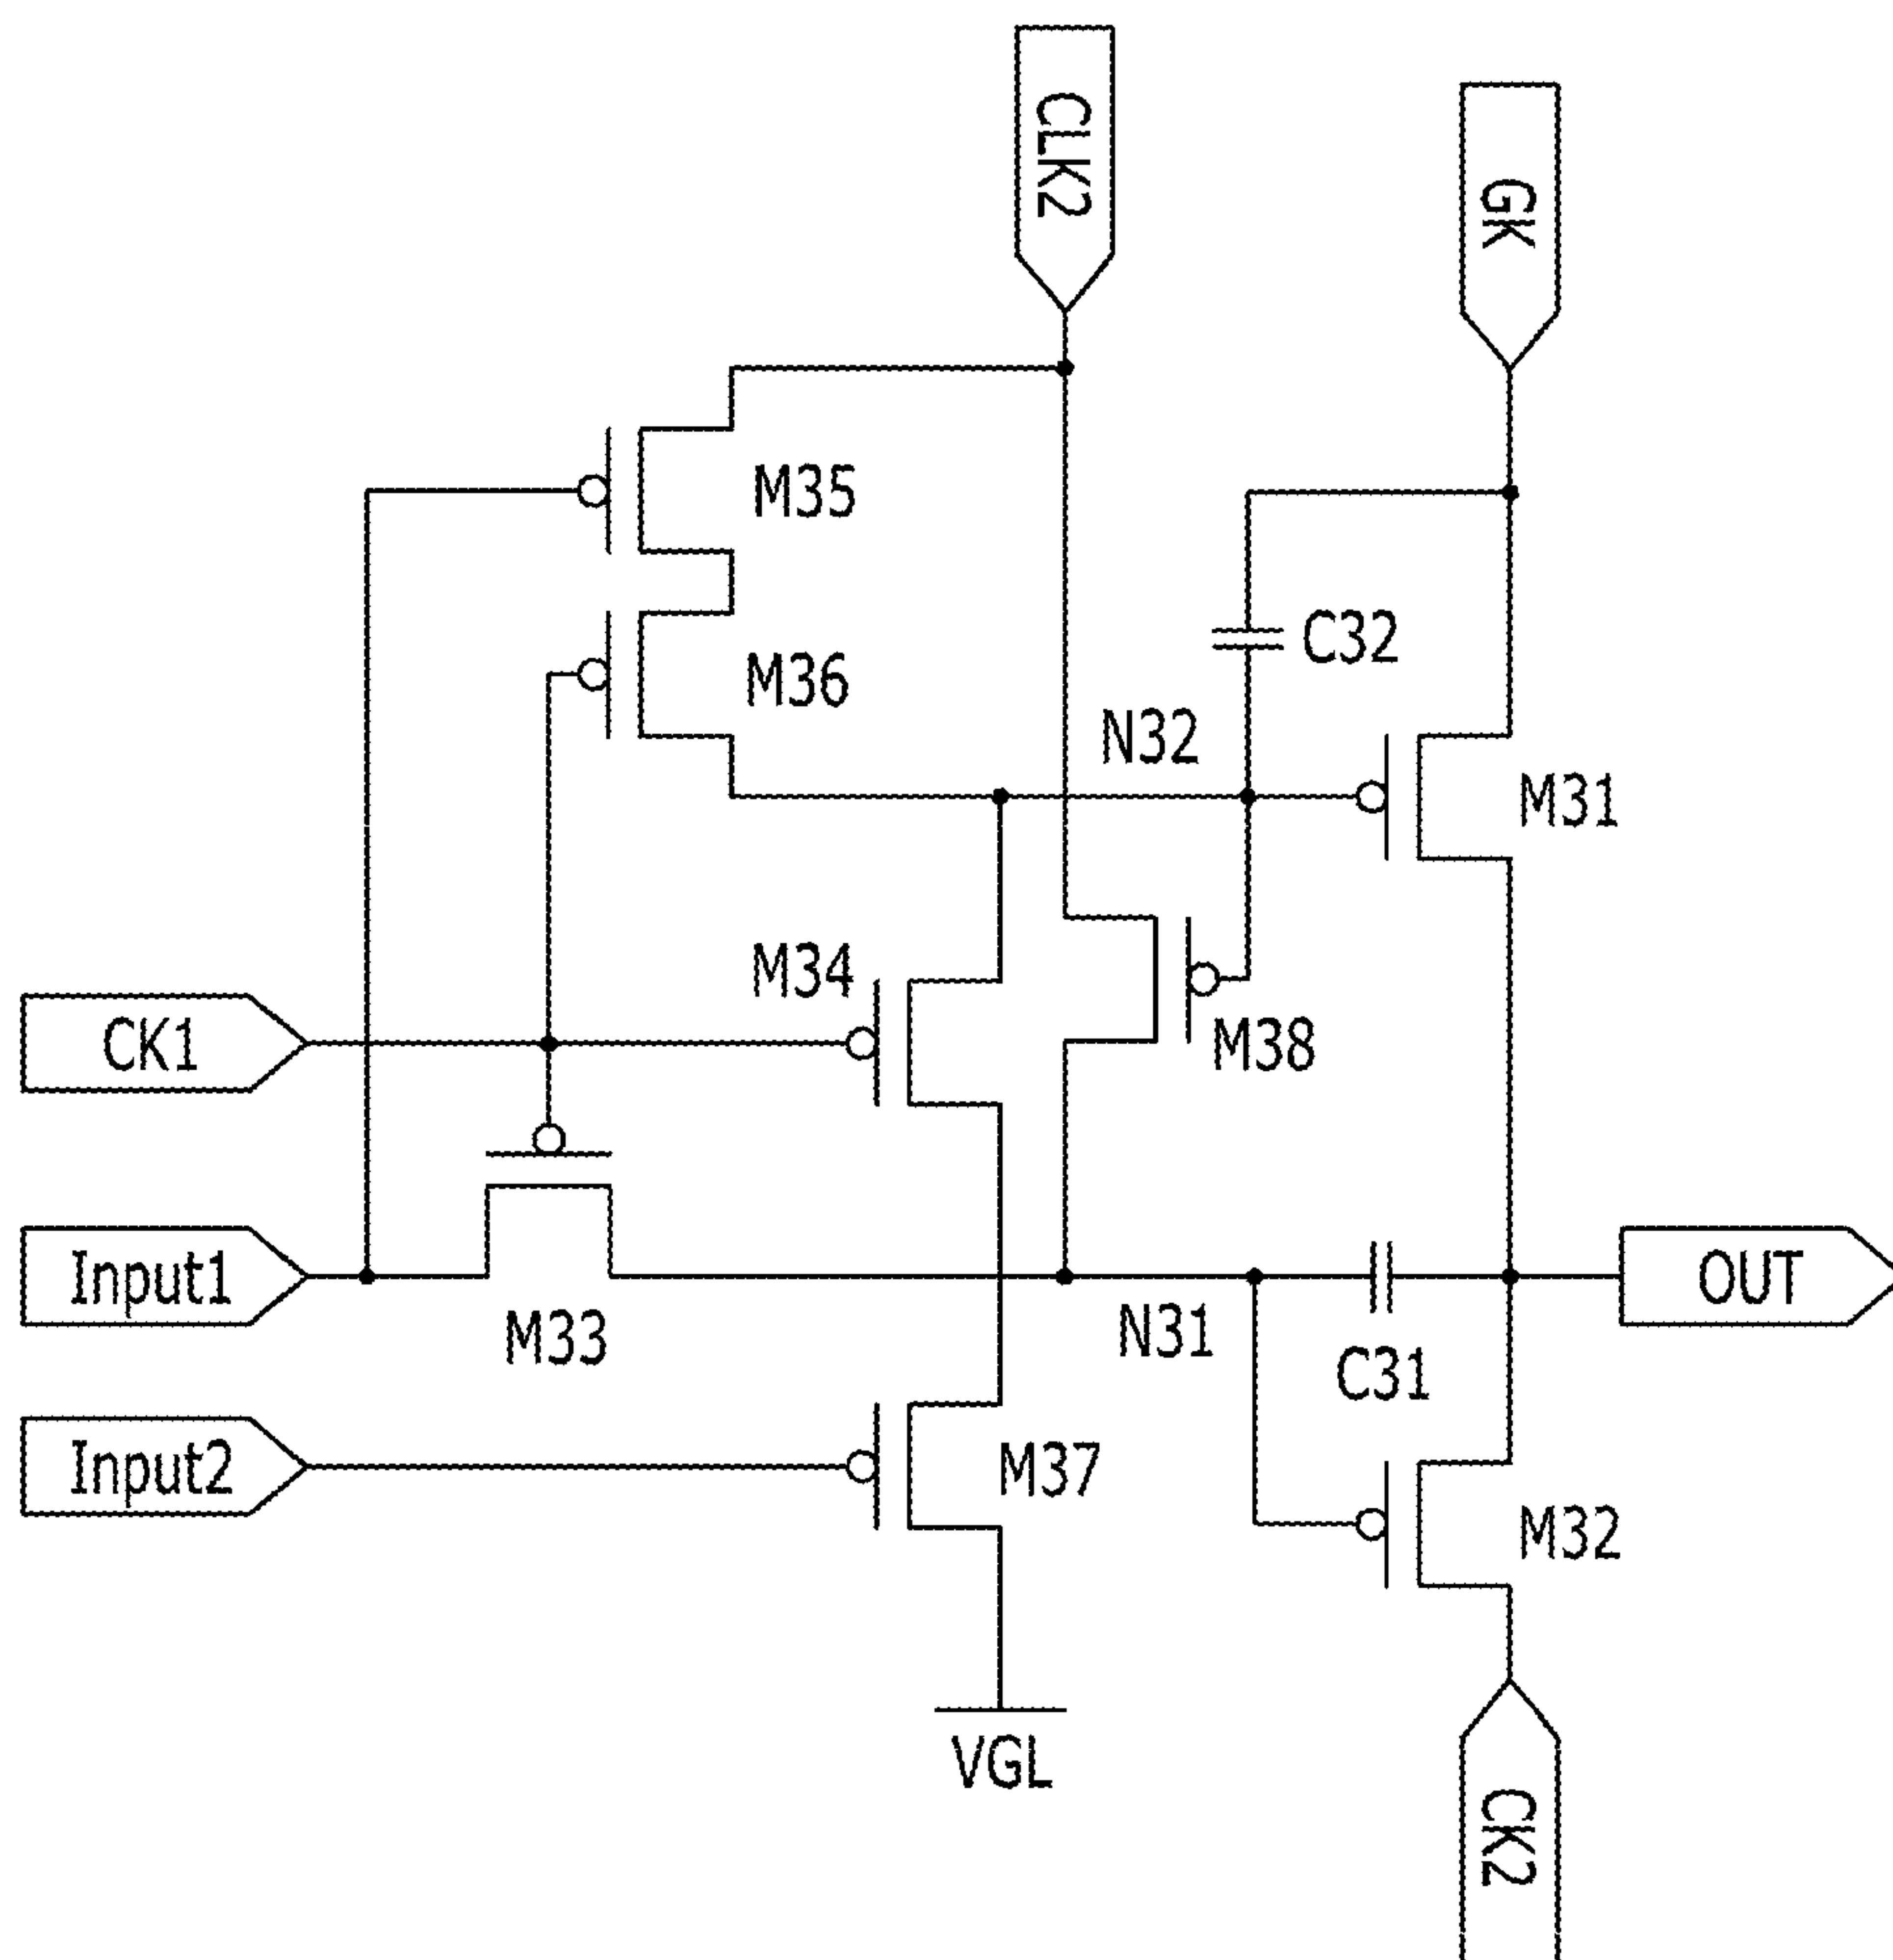 CLK2
GK
M35
C32
M36
N32
M31
M34
CK1
M38
Input1
OUT
M33
N31
C31
Input2
M37
M32
VGL
CK2